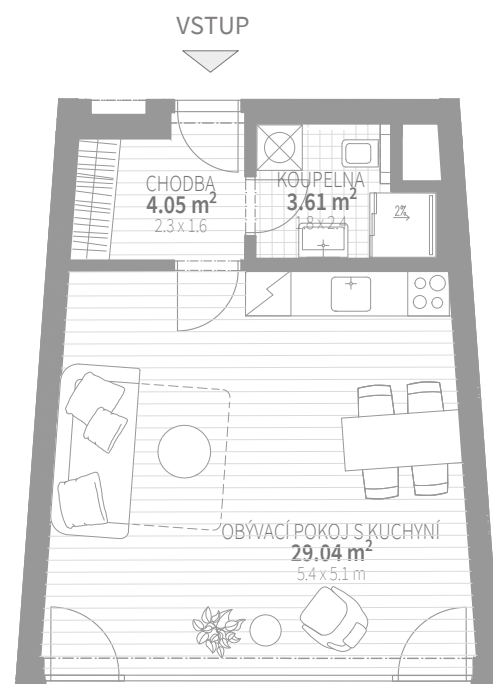 VSTUP
CHODBA
4.05 m²
2.3 x 1.6
KOUPELNA
3.61 m²
1.8 x 2.4
2%
OBÝVACÍ POKOJ S KUCHYNÍ
29.04 m²
5.4 x 5.1 m